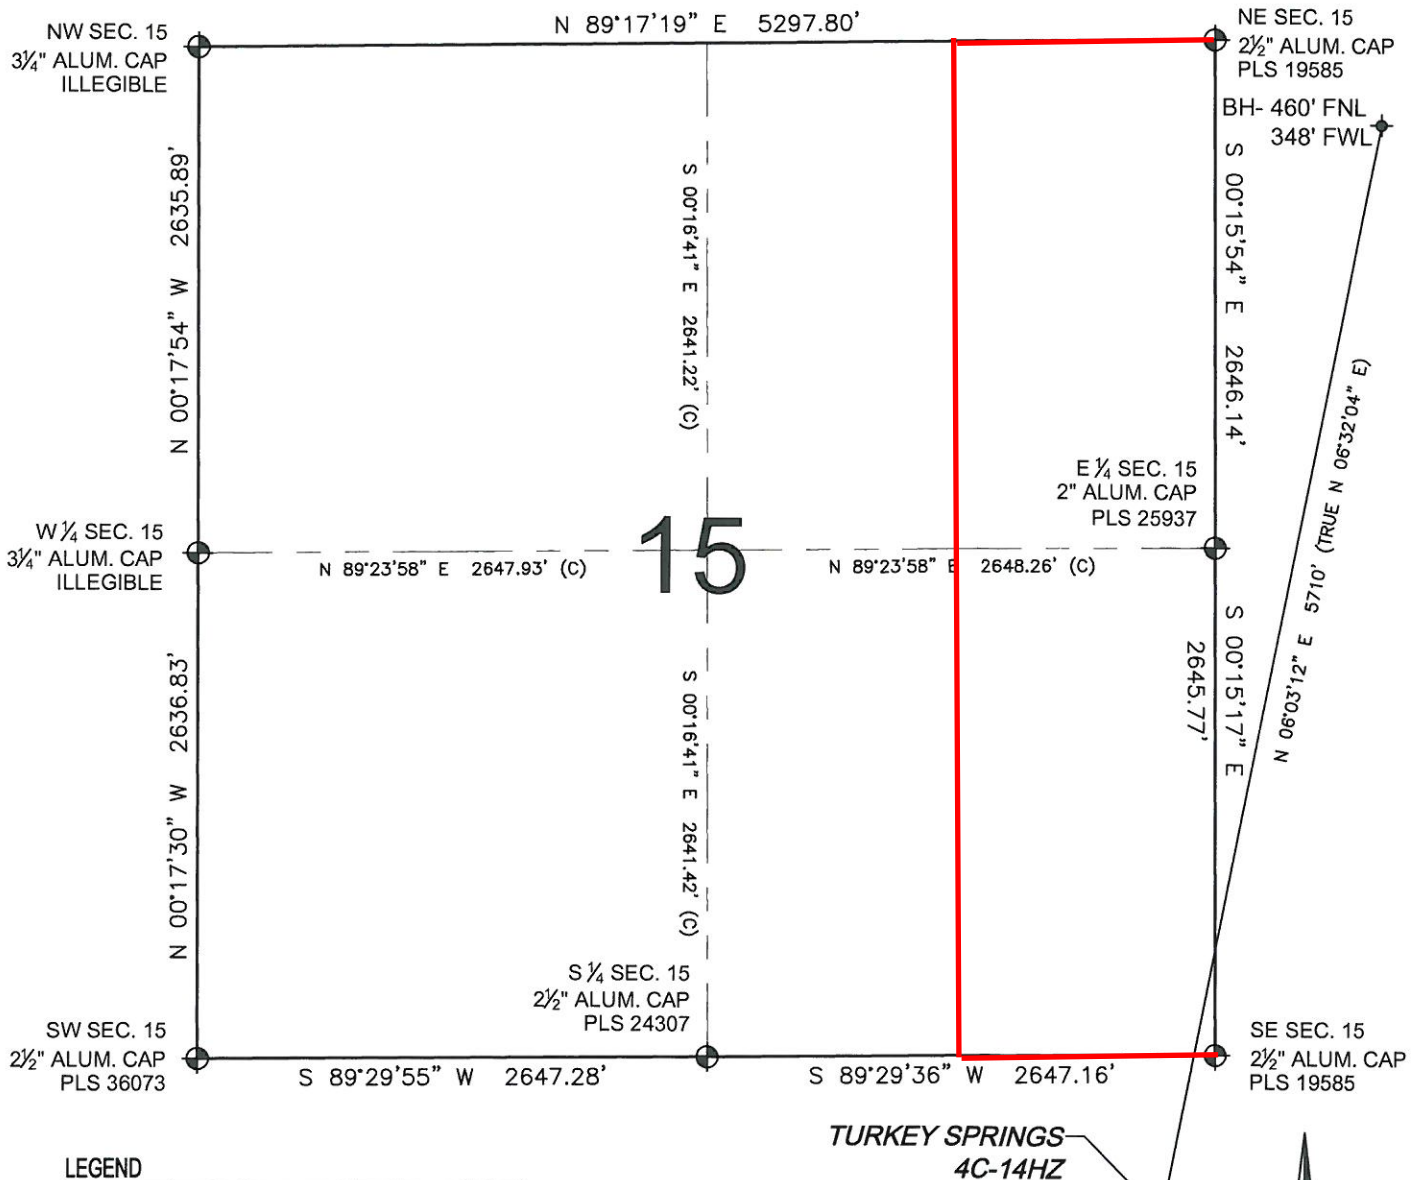 N 89°17'19" E 5297.80'
NW SEC. 15
3¼" ALUM. CAP
ILLEGIBLE
NE SEC. 15
2½" ALUM. CAP
PLS 19585
BH- 460' FNL
348' FWL
N 00°17'54" W 2635.89'
S 00°16'41" E 2641.22' (C)
S 00°15'54" E 2646.14'
N 06°03'12" E 5710' (TRUE N 06°32'04" E)
E ¼ SEC. 15
2" ALUM. CAP
PLS 25937
W ¼ SEC. 15
3¼" ALUM. CAP
ILLEGIBLE
15
N 89°23'58" E 2647.93' (C)
N 89°23'58" E 2648.26' (C)
N 00°17'30" W 2636.83'
S 00°16'41" E 2641.42' (C)
S 00°15'17" E
2645.77'
S ¼ SEC. 15
2½" ALUM. CAP
PLS 24307
SW SEC. 15
2½" ALUM. CAP
PLS 36073
SE SEC. 15
2½" ALUM. CAP
PLS 19585
S 89°29'55" W 2647.28'
S 89°29'36" W 2647.16'
TURKEY SPRINGS
4C-14HZ
LEGEND